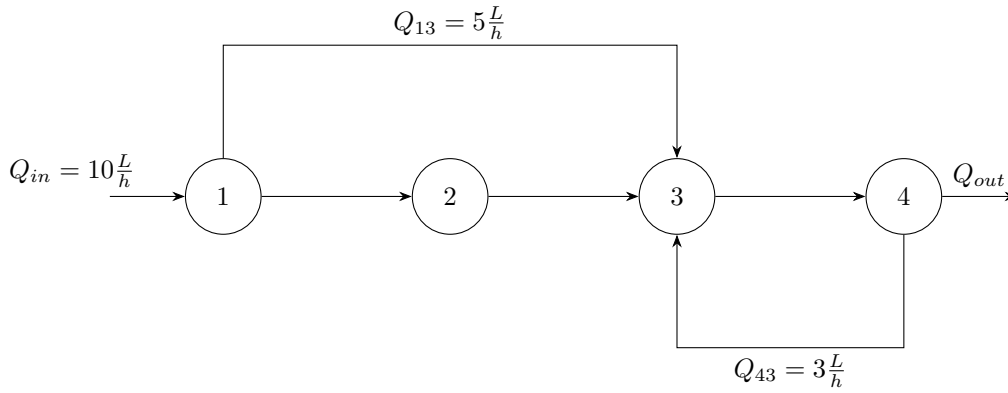 Q_{13} = 5\frac{L}{h}
Q_{in} = 10\frac{L}{h}
1
2
3
4
Q_{out}
Q_{43} = 3\frac{L}{h}